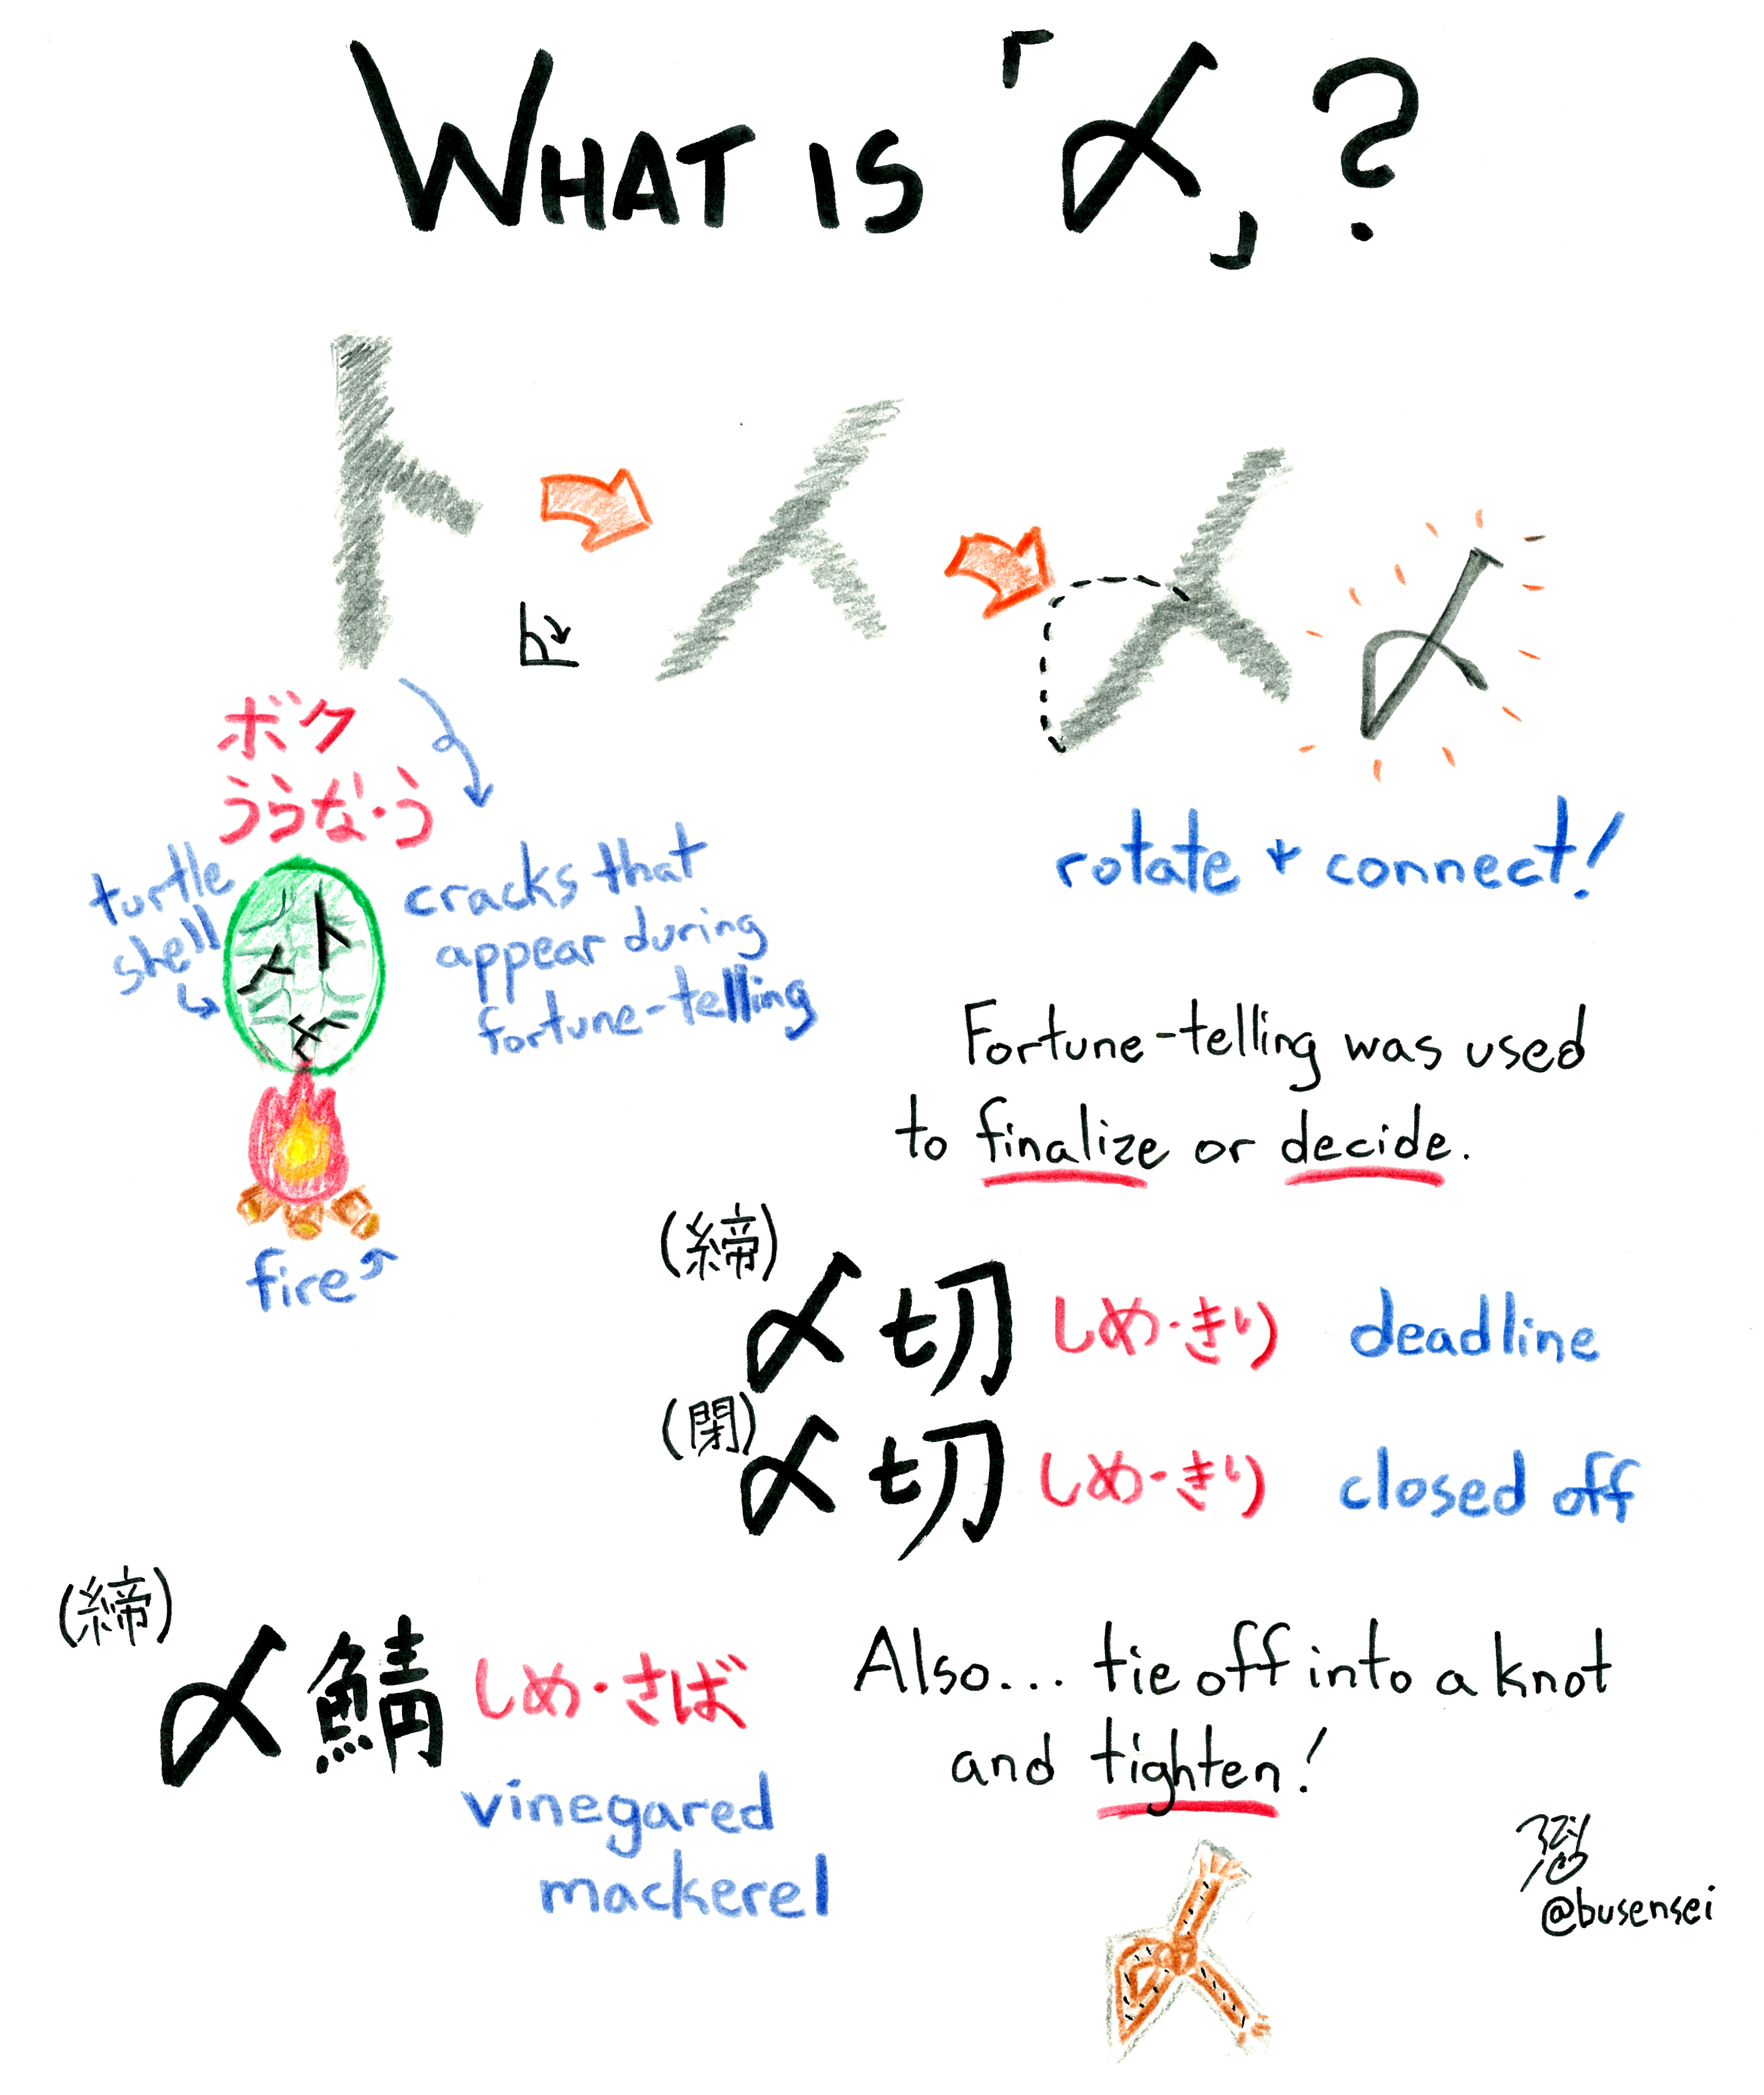 WHAT IS「〆」?
卜
ボク
うらな・う
turtle
shell
cracks that
appear during
fortune-telling
fire
rotate + connect!
Fortune-telling was used
to finalize or decide.
(締)
〆切 しめ・きり deadline
(閉)
〆切 しめ・きり closed off
(締)
〆鯖 しめ・さば
vinegared
mackerel
Also... tie off into a knot
and tighten!
@busensei